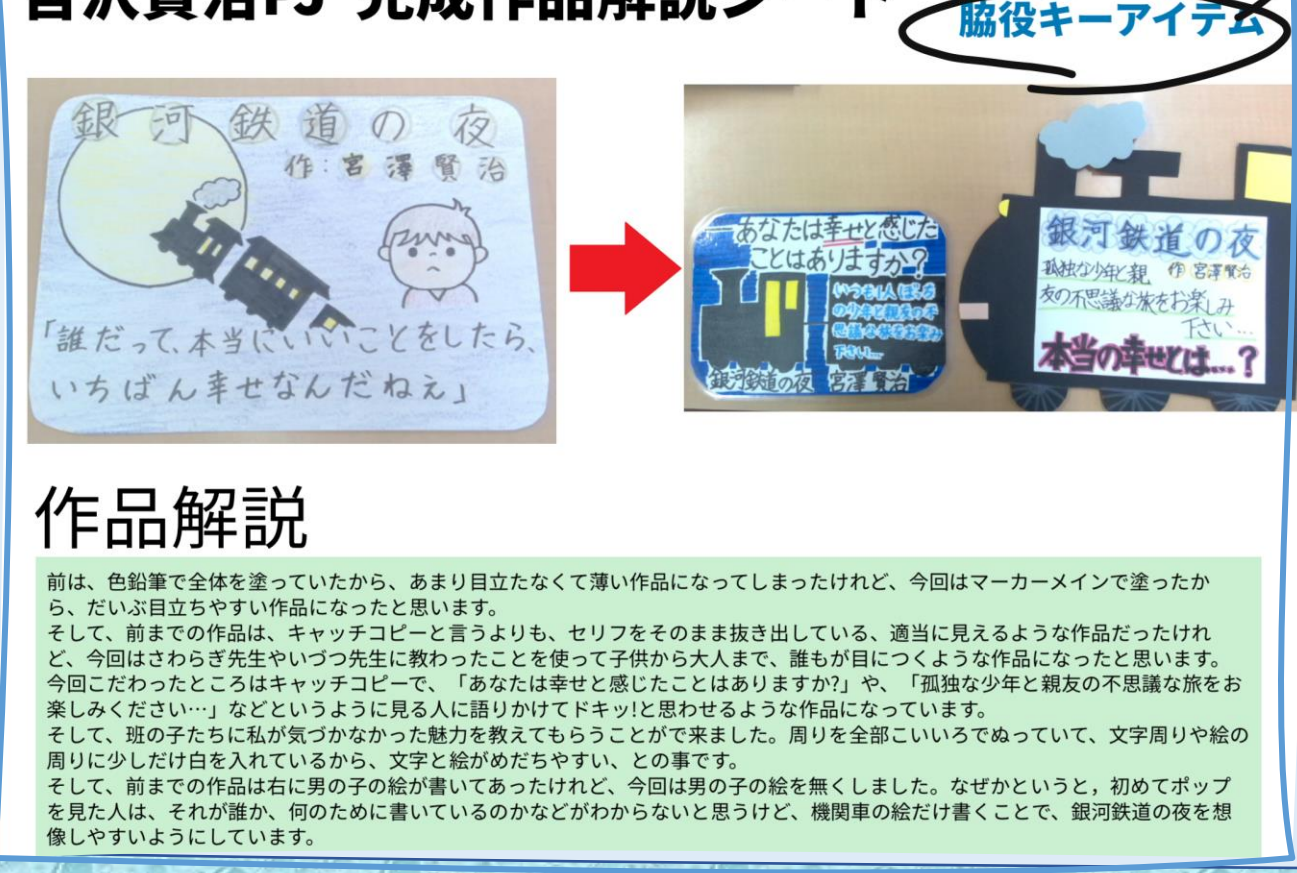 宮沢賢治PJ 完成作品解説シート
脇役キーアイテム
銀河鉄道の夜
作:宮澤賢治
「誰だって、本当にいいことをしたら、
いちばん幸せなんだねえ」
あなたは幸せと感じた
ことはありますか?
いつも1人ぼっち
の少年と親友の不
思議な旅をお楽み
下さい…
銀河鉄道の夜 宮澤賢治
銀河鉄道の夜
孤独な少年と親 作 宮澤賢治
友の不思議な旅をお楽しみ
下さい…
本当の幸せとは…?
作品解説
前は、色鉛筆で全体を塗っていたから、あまり目立たなくて薄い作品になってしまったけれど、今回はマーカーメインで塗ったか
ら、だいぶ目立ちやすい作品になったと思います。
そして、前までの作品は、キャッチコピーと言うよりも、セリフをそのまま抜き出している、適当に見えるような作品だったけれ
ど、今回はさわらぎ先生やいづつ先生に教わったことを使って子供から大人まで、誰もが目につくような作品になったと思います。
今回こだわったところはキャッチコピーで、「あなたは幸せと感じたことはありますか?」や、「孤独な少年と親友の不思議な旅をお
楽しみください…」などというように見る人に語りかけてドキッ!と思わせるような作品になっています。
そして、班の子たちに私が気づかなかった魅力を教えてもらうことがで来ました。周りを全部こいいろでぬっていて、文字周りや絵の
周りに少しだけ白を入れているから、文字と絵がめだちやすい、との事です。
そして、前までの作品は右に男の子の絵が書いてあったけれど、今回は男の子の絵を無くしました。なぜかというと，初めてポップ
を見た人は、それが誰か、何のために書いているのかなどがわからないと思うけど、機関車の絵だけ書くことで、銀河鉄道の夜を想
像しやすいようにしています。